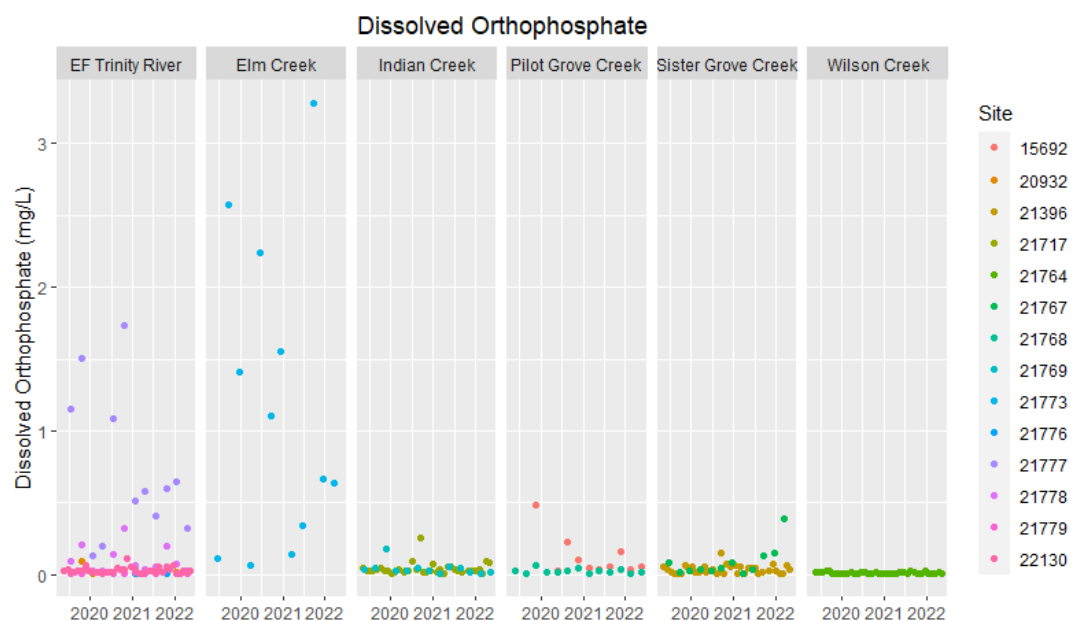 Dissolved Orthophosphate
EF Trinity River
Elm Creek
Indian Creek
Pilot Grove Creek
Sister Grove Creek
Wilson Creek
Dissolved Orthophosphate (mg/L)
3
2
1
0
2020 2021 2022
2020 2021 2022
2020 2021 2022
2020 2021 2022
2020 2021 2022
2020 2021 2022
Site
15692
20932
21396
21717
21764
21767
21768
21769
21773
21776
21777
21778
21779
22130